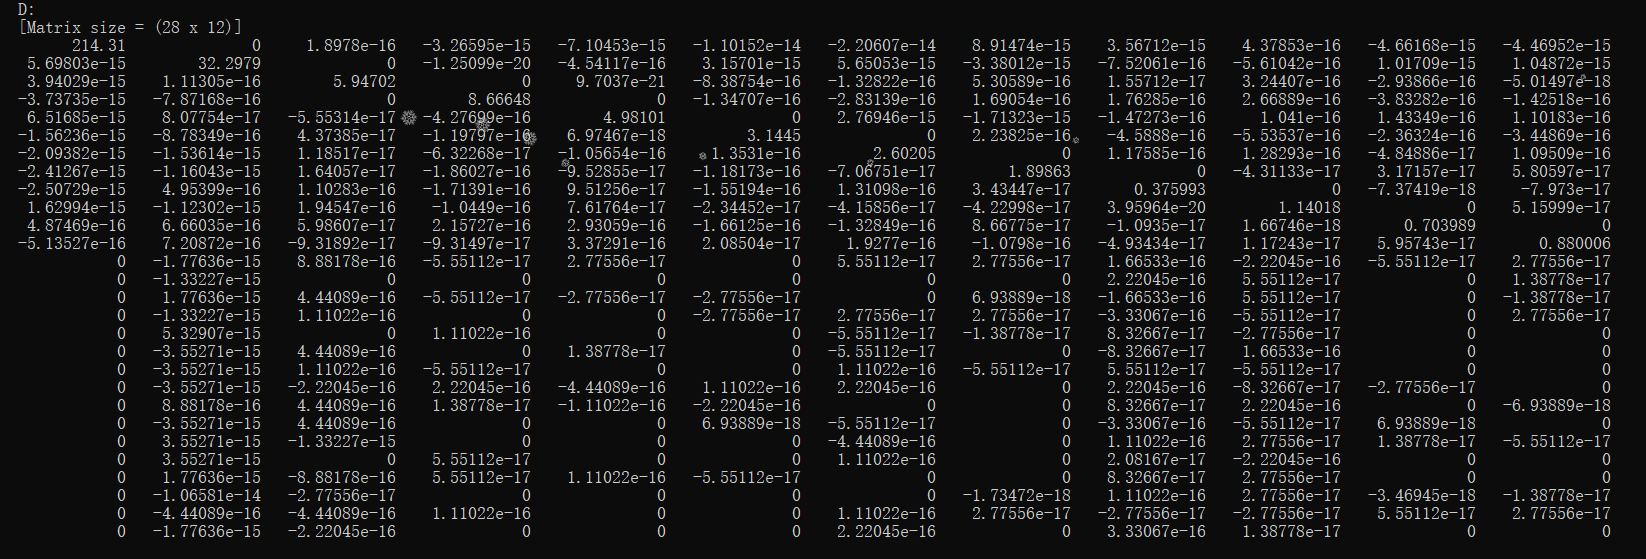 D:
[Matrix size = (28 x 12)]
214.31 0 1.8978e-16 -3.26595e-15 -7.10453e-15 -1.10152e-14 -2.20607e-14 8.91474e-15 3.56712e-15 4.37853e-16 -4.66168e-15 -4.46952e-15
5.69803e-15 32.2979 0 -1.25099e-20 -4.54117e-16 3.15701e-15 5.65053e-15 -3.38012e-15 -7.52061e-16 -5.61042e-16 1.01709e-15 1.04872e-15
3.94029e-15 1.11305e-16 5.94702 0 9.7037e-21 -8.38754e-16 -1.32822e-16 5.30589e-16 1.55712e-17 3.24407e-16 -2.93866e-16 -5.01497e-18
-3.73735e-15 -7.87168e-16 0 8.66648 0 -1.34707e-16 -2.83139e-16 1.69054e-16 1.76285e-16 2.66889e-16 -3.83282e-16 -1.42518e-16
6.51685e-15 8.07754e-17 -5.55314e-17 -4.27699e-16 4.98101 0 2.76946e-15 -1.71323e-15 -1.47273e-16 1.041e-16 1.43349e-16 1.10183e-16
-1.56236e-15 -8.78349e-16 4.37385e-17 -1.19797e-16 6.97467e-18 3.1445 0 2.23825e-16 -4.5888e-16 -5.53537e-16 -2.36324e-16 -3.44869e-16
-2.09382e-15 -1.53614e-15 1.18517e-17 -6.32268e-17 -1.05654e-16 1.3531e-16 2.60205 0 1.17585e-16 1.28293e-16 -4.84886e-17 1.09509e-16
-2.41267e-15 -1.16043e-15 1.64057e-17 -1.86027e-16 -9.52855e-17 -1.18173e-16 -7.06751e-17 1.89863 0 -4.31133e-17 3.17157e-17 5.80597e-17
-2.50729e-15 4.95399e-16 1.10283e-16 -1.71391e-16 9.51256e-17 -1.55194e-16 1.31098e-16 3.43447e-17 0.375993 0 -7.37419e-18 -7.973e-17
1.62994e-15 -1.12302e-15 1.94547e-16 -1.0449e-16 7.61764e-17 -2.34452e-17 -4.15856e-17 -4.22998e-17 3.95964e-20 1.14018 0 5.15999e-17
4.87469e-16 6.66035e-16 5.98607e-17 2.15727e-16 2.93059e-16 -1.66125e-16 -1.32849e-16 8.66775e-17 -1.0935e-17 1.66746e-18 0.703989 0
-5.13527e-16 7.20872e-16 -9.31892e-17 -9.31497e-17 3.37291e-16 2.08504e-17 1.9277e-16 -1.0798e-16 -4.93434e-17 1.17243e-17 5.95743e-17 0.880006
0 -1.77636e-15 8.88178e-16 -5.55112e-17 2.77556e-17 0 5.55112e-17 2.77556e-17 1.66533e-16 -2.22045e-16 -5.55112e-17 2.77556e-17
0 -1.33227e-15 0 0 0 0 0 0 2.22045e-16 5.55112e-17 0 1.38778e-17
0 1.77636e-15 4.44089e-16 -5.55112e-17 -2.77556e-17 -2.77556e-17 0 6.93889e-18 -1.66533e-16 5.55112e-17 0 -1.38778e-17
0 -1.33227e-15 1.11022e-16 0 0 -2.77556e-17 2.77556e-17 2.77556e-17 -3.33067e-16 -5.55112e-17 0 2.77556e-17
0 5.32907e-15 0 1.11022e-16 0 0 -5.55112e-17 -1.38778e-17 8.32667e-17 -2.77556e-17 0 0
0 -3.55271e-15 4.44089e-16 0 1.38778e-17 0 -5.55112e-17 0 -8.32667e-17 1.66533e-16 0 0
0 -3.55271e-15 1.11022e-16 -5.55112e-17 0 0 1.11022e-16 -5.55112e-17 5.55112e-17 -5.55112e-17 0 0
0 -3.55271e-15 -2.22045e-16 2.22045e-16 -4.44089e-16 1.11022e-16 2.22045e-16 0 2.22045e-16 -8.32667e-17 -2.77556e-17 0
0 8.88178e-16 4.44089e-16 1.38778e-17 -1.11022e-16 -2.22045e-16 0 0 8.32667e-17 2.22045e-16 0 -6.93889e-18
0 -3.55271e-15 4.44089e-16 0 0 6.93889e-18 -5.55112e-17 0 -3.33067e-16 -5.55112e-17 6.93889e-18 0
0 3.55271e-15 -1.33227e-15 0 0 0 -4.44089e-16 0 1.11022e-16 2.77556e-17 1.38778e-17 -5.55112e-17
0 3.55271e-15 0 5.55112e-17 0 0 1.11022e-16 0 2.08167e-17 -2.22045e-16 0 0
0 1.77636e-15 -8.88178e-16 5.55112e-17 1.11022e-16 -5.55112e-17 0 0 8.32667e-17 2.77556e-17 0 0
0 -1.06581e-14 -2.77556e-17 0 0 0 0 -1.73472e-18 1.11022e-16 2.77556e-17 -3.46945e-18 -1.38778e-17
0 -4.44089e-16 -4.44089e-16 1.11022e-16 0 0 1.11022e-16 2.77556e-17 -2.77556e-17 -2.77556e-17 5.55112e-17 2.77556e-17
0 -1.77636e-15 -2.22045e-16 0 0 0 2.22045e-16 0 3.33067e-16 1.38778e-17 0 0